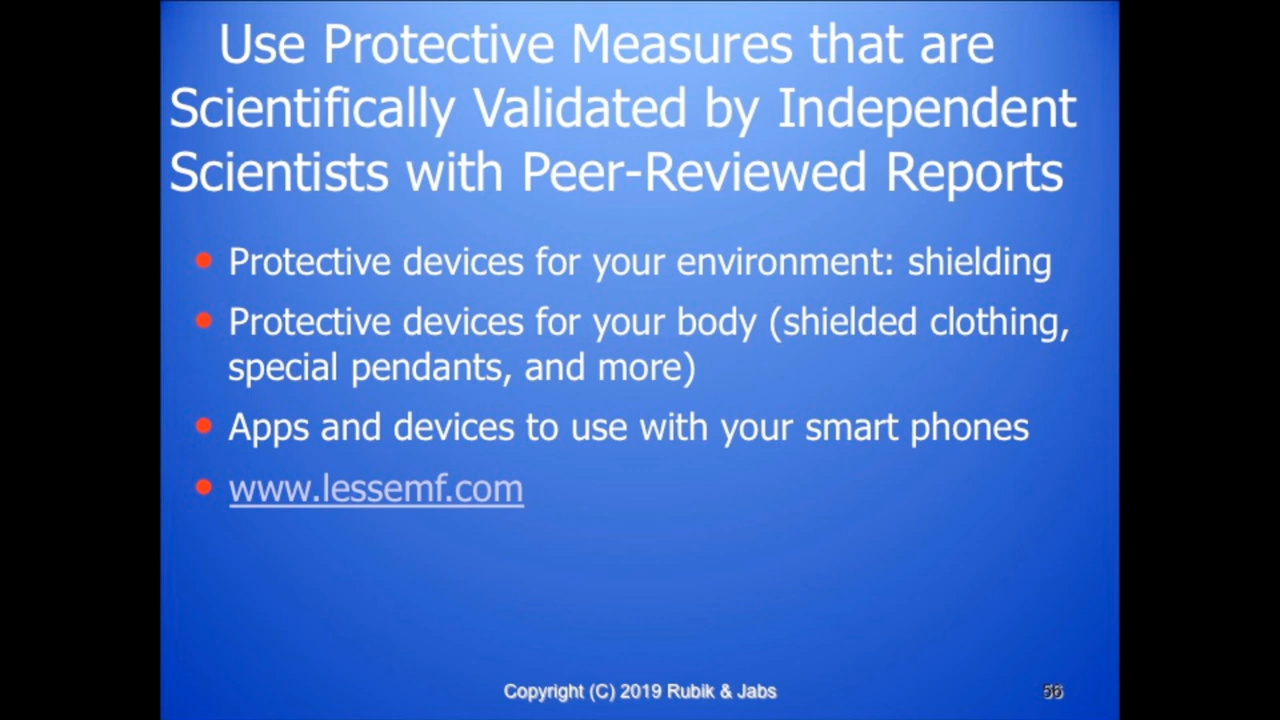 Use Protective Measures that are
Scientifically Validated by Independent
Scientists with Peer-Reviewed Reports
Protective devices for your environment: shielding
Protective devices for your body (shielded clothing,
special pendants, and more)
Apps and devices to use with your smart phones
www.lessemf.com
Copyright (C) 2019 Rubik & Jabs
56